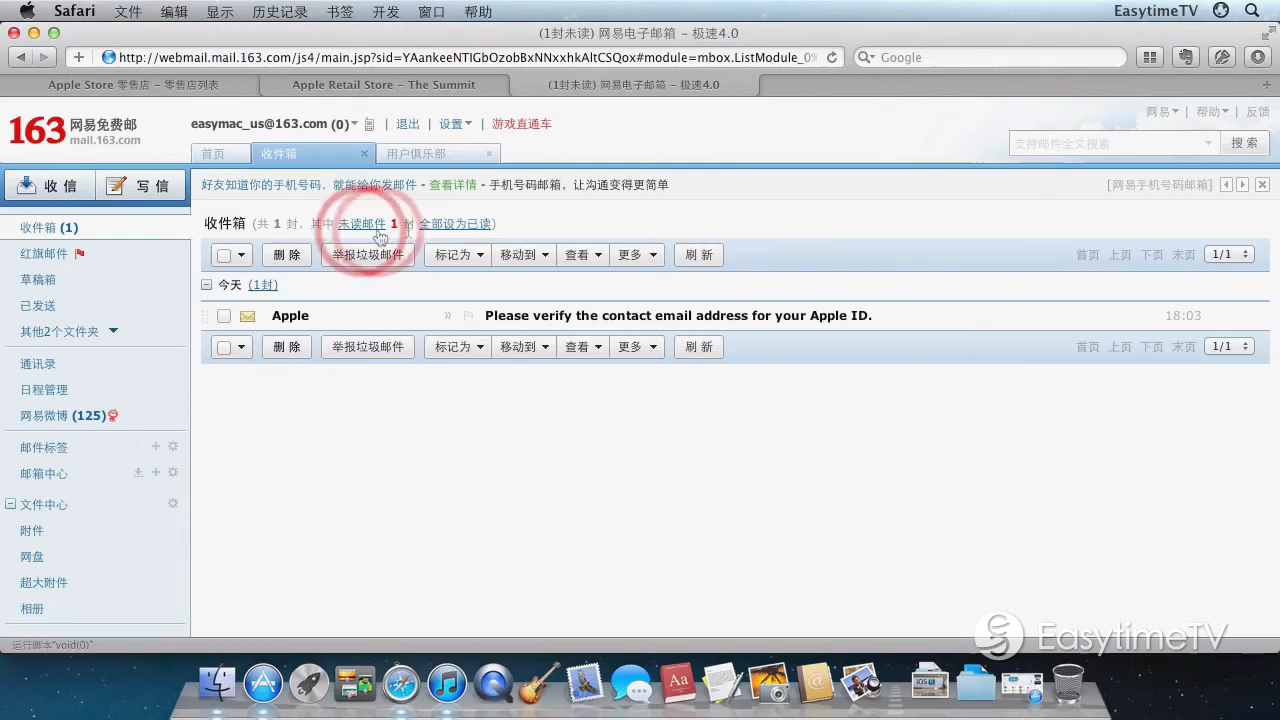 Safari 文件 编辑 显示 历史记录 书签 开发 窗口 帮助 EasytimeTV
(1封未读) 网易电子邮箱 - 极速4.0
http://webmail.mail.163.com/js4/main.jsp?sid=YAankeeNTIGbOzobBxNNxxhkAltCSQox#module=mbox.ListModule_0% Google
Apple Store 零售店 - 零售店列表 Apple Retail Store - The Summit (1封未读) 网易电子邮箱 - 极速4.0
163 网易免费邮
mail.163.com
easymac_us@163.com (0) | 退出 | 设置 | 游戏直通车
网易 | 帮助 | 反馈
支持邮件全文搜索 搜 索
首页 收件箱 用户俱乐部
收 信 写 信
好友知道你的手机号码，就能给你发邮件 - 查看详情 - 手机号码邮箱，让沟通变得更简单 [网易手机号码邮箱]
收件箱 (共 1 封，其中 未读邮件 1 封 全部设为已读)
删 除 举报垃圾邮件 标记为 移动到 查看 更多 刷 新 首页 上页 下页 末页 1/1
今天 (1封)
Apple » Please verify the contact email address for your Apple ID. 18:03
删 除 举报垃圾邮件 标记为 移动到 查看 更多 刷 新 首页 上页 下页 末页 1/1
收件箱 (1)
红旗邮件
草稿箱
已发送
其他2个文件夹
通讯录
日程管理
网易微博 (125)
邮件标签
邮箱中心
文件中心
附件
网盘
超大附件
相册
运行脚本"void(0)"
EasytimeTV